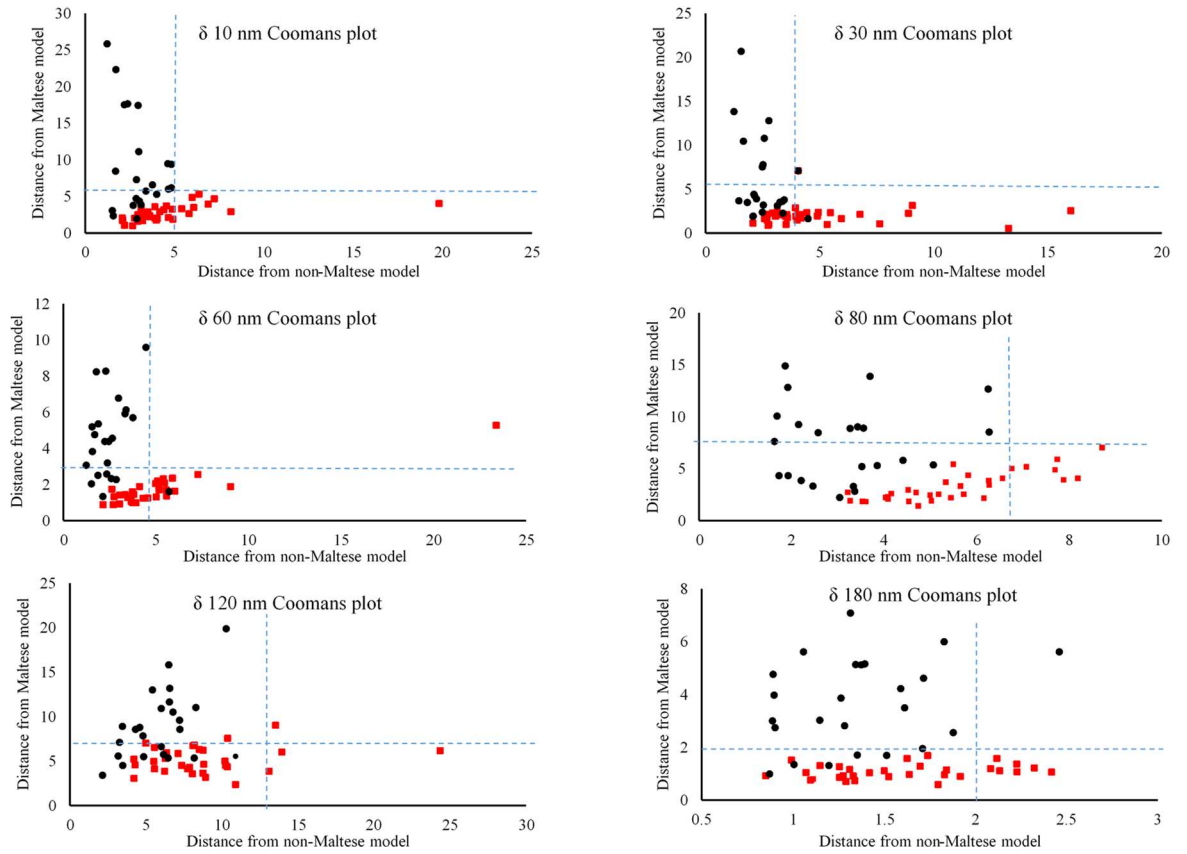 δ 10 nm Coomans plot
Distance from Maltese model
30
25
20
15
10
5
0
0 5 10 15 20 25
Distance from non-Maltese model
δ 30 nm Coomans plot
Distance from Maltese model
25
20
15
10
5
0
0 5 10 15 20
Distance from non-Maltese model
δ 60 nm Coomans plot
Distance from Maltese model
12
10
8
6
4
2
0
0 5 10 15 20 25
Distance from non-Maltese model
δ 80 nm Coomans plot
Distance from Maltese model
20
15
10
5
0
0 2 4 6 8 10
Distance from non-Maltese model
δ 120 nm Coomans plot
Distance from Maltese model
25
20
15
10
5
0
0 5 10 15 20 25 30
Distance from non-Maltese model
δ 180 nm Coomans plot
Distance from Maltese model
8
6
4
2
0
0.5 1 1.5 2 2.5 3
Distance from non-Maltese model